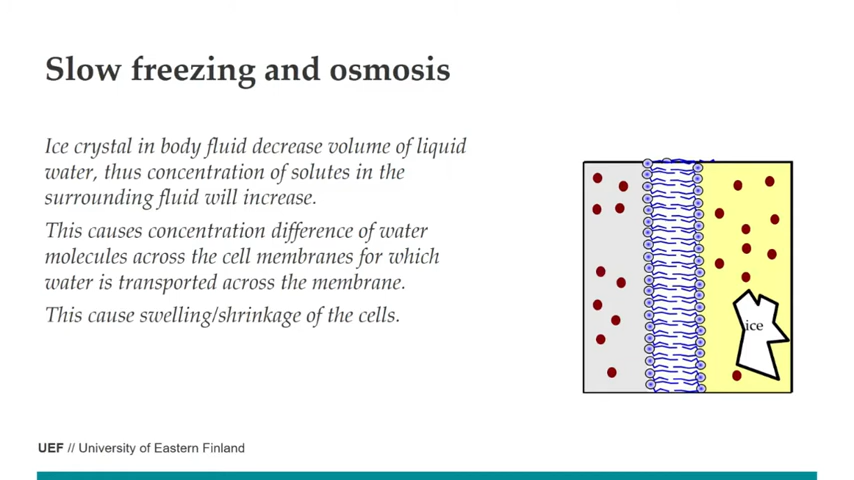 Slow freezing and osmosis
Ice crystal in body fluid decrease volume of liquid
water, thus concentration of solutes in the
surrounding fluid will increase.
This causes concentration difference of water
molecules across the cell membranes for which
water is transported across the membrane.
This cause swelling/shrinkage of the cells.
ice
UEF // University of Eastern Finland